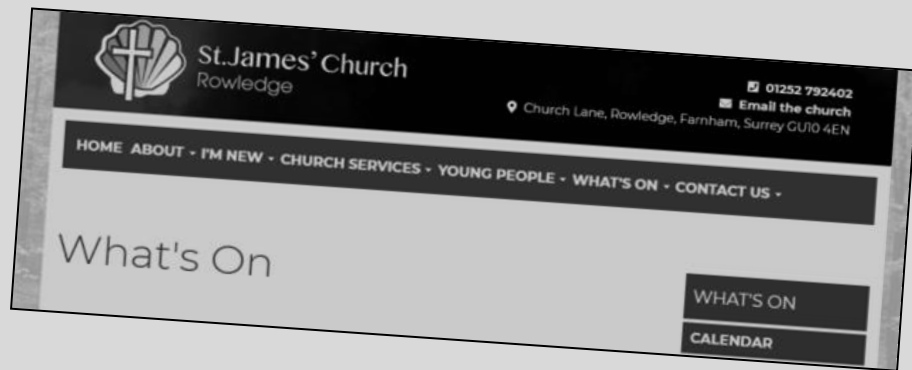 St.James' Church
Rowledge
01252 792402
Email the church
Church Lane, Rowledge, Farnham, Surrey GU10 4EN
HOME ABOUT I'M NEW CHURCH SERVICES YOUNG PEOPLE WHAT'S ON CONTACT US
What's On
WHAT'S ON
CALENDAR